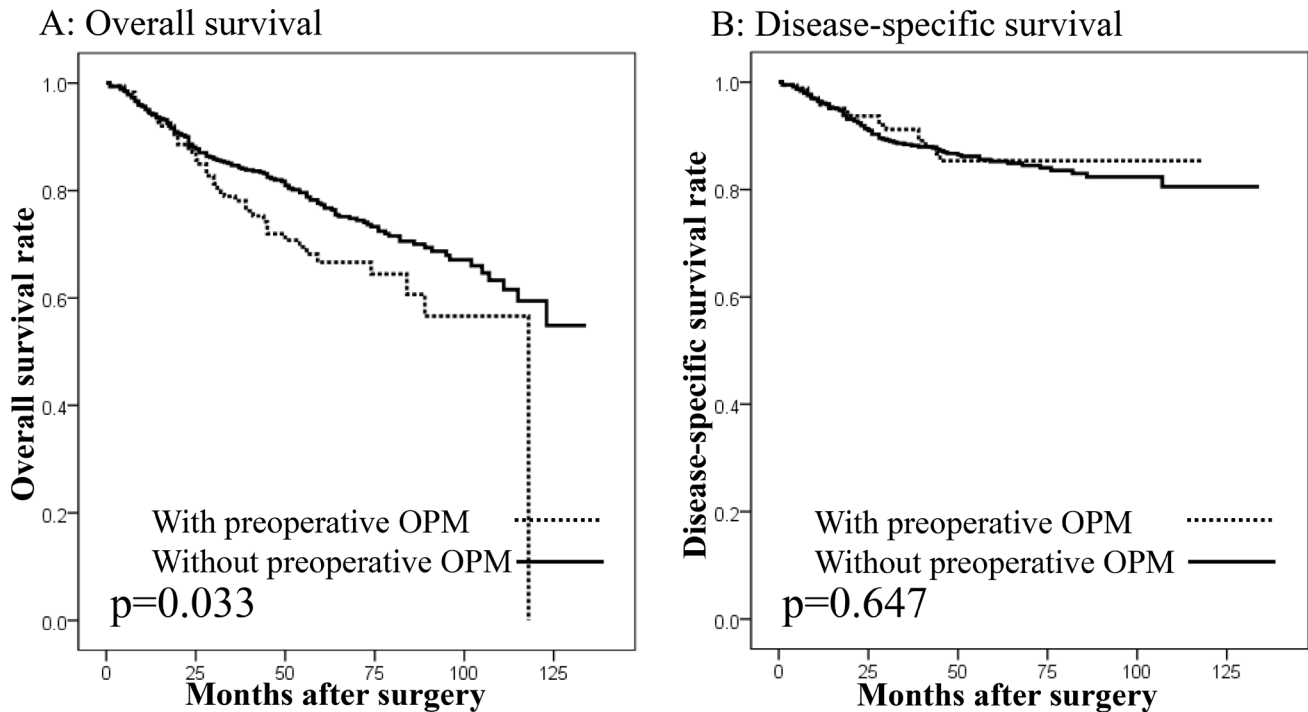 A: Overall survival
1.0
0.8
0.6
0.4
0.2
0.0
Overall survival rate
With preoperative OPM
Without preoperative OPM
p=0.033
0 25 50 75 100 125
Months after surgery
B: Disease-specific survival
1.0
0.8
0.6
0.4
0.2
0.0
Disease-specific survival rate
With preoperative OPM
Without preoperative OPM
p=0.647
0 25 50 75 100 125
Months after surgery